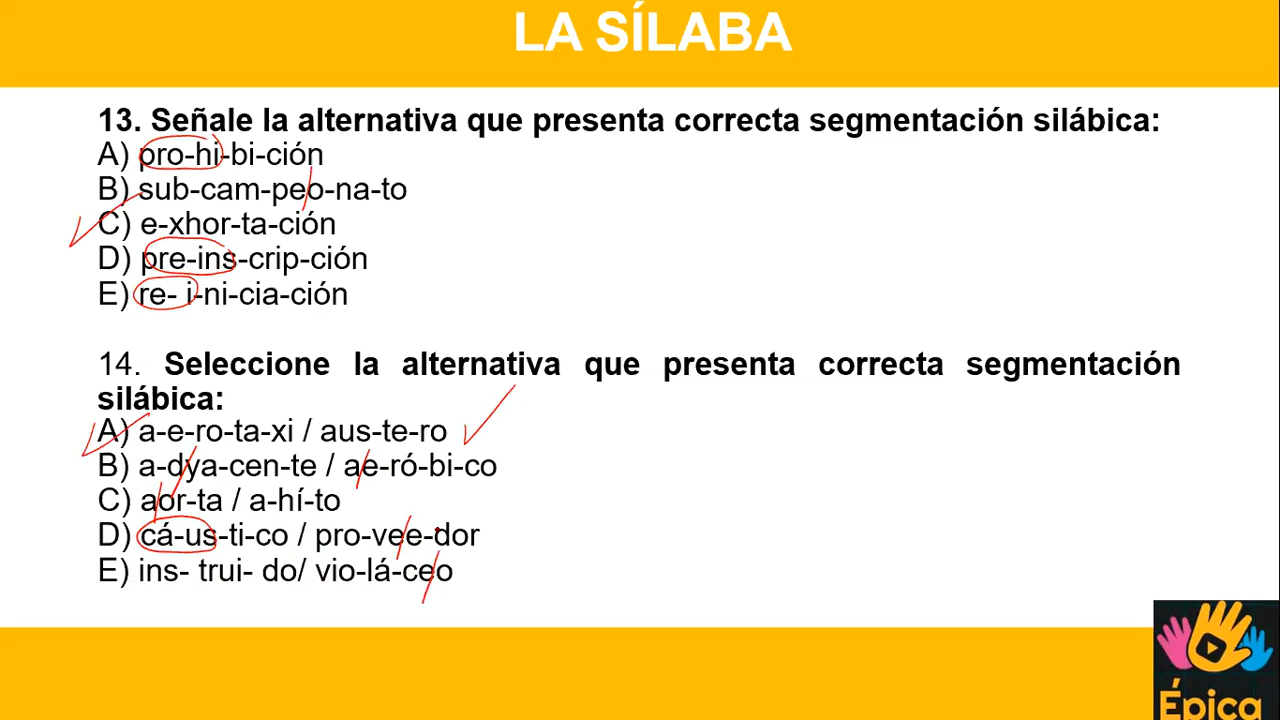 LA SÍLABA
13. Señale la alternativa que presenta correcta segmentación silábica:
A) pro-hi-bi-ción
B) sub-cam-peo-na-to
C) e-xhor-ta-ción
D) pre-ins-crip-ción
E) re- i-ni-cia-ción
14. Seleccione la alternativa que presenta correcta segmentación
silábica:
A) a-e-ro-ta-xi / aus-te-ro
B) a-dya-cen-te / ae-ró-bi-co
C) aor-ta / a-hí-to
D) cá-us-ti-co / pro-vee-dor
E) ins- trui- do/ vio-lá-ceo
Épica